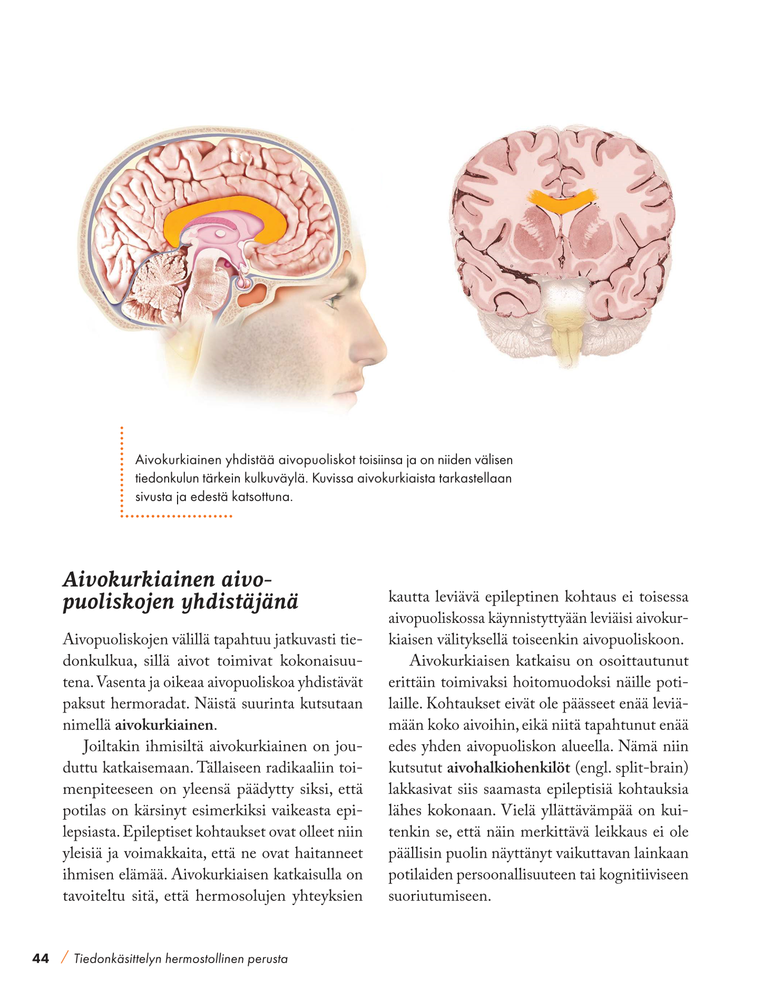 Aivokurkiainen yhdistää aivopuoliskot toisiinsa ja on niiden välisen
tiedonkulun tärkein kulkuväylä. Kuvissa aivokurkiaista tarkastellaan
sivusta ja edestä katsottuna.
Aivokurkiainen aivo-
puoliskojen yhdistäjänä
Aivopuoliskojen välillä tapahtuu jatkuvasti tie-
donkulkua, sillä aivot toimivat kokonaisuu-
tena. Vasenta ja oikeaa aivopuoliskoa yhdistävät
paksut hermoradat. Näistä suurinta kutsutaan
nimellä aivokurkiainen.
Joiltakin ihmisiltä aivokurkiainen on jou-
duttu katkaisemaan. Tällaiseen radikaaliin toi-
menpiteeseen on yleensä päädytty siksi, että
potilas on kärsinyt esimerkiksi vaikeasta epi-
lepsiasta. Epileptiset kohtaukset ovat olleet niin
yleisiä ja voimakkaita, että ne ovat haitanneet
ihmisen elämää. Aivokurkiaisen katkaisulla on
tavoiteltu sitä, että hermosolujen yhteyksien
kautta leviävä epileptinen kohtaus ei toisessa
aivopuoliskossa käynnistyttyään leviäisi aivokur-
kiaisen välityksellä toiseenkin aivopuoliskoon.
Aivokurkiaisen katkaisu on osoittautunut
erittäin toimivaksi hoitomuodoksi näille poti-
laille. Kohtaukset eivät ole päässeet enää leviä-
mään koko aivoihin, eikä niitä tapahtunut enää
edes yhden aivopuoliskon alueella. Nämä niin
kutsutut aivohalkiohenkilöt (engl. split-brain)
lakkasivat siis saamasta epileptisiä kohtauksia
lähes kokonaan. Vielä yllättävämpää on kui-
tenkin se, että näin merkittävä leikkaus ei ole
päällisin puolin näyttänyt vaikuttavan lainkaan
potilaiden persoonallisuuteen tai kognitiiviseen
suoriutumiseen.
44 / Tiedonkäsittelyn hermostollinen perusta